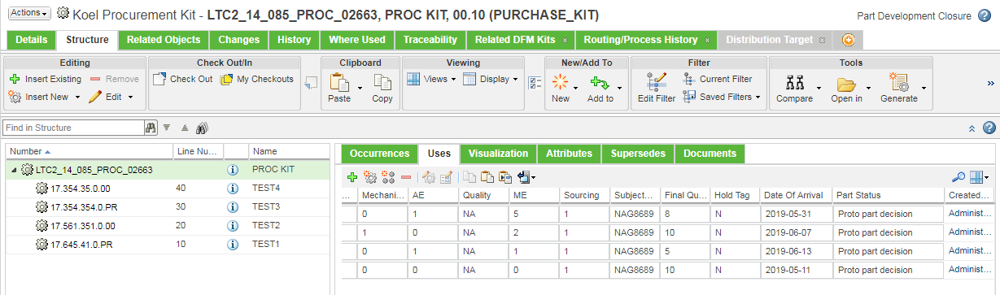 Actions Koel Procurement Kit - LTC2_14_085_PROC_02663, PROC KIT, 00.10 (PURCHASE_KIT) Part Development Closure
Details Structure Related Objects Changes History Where Used Traceability Related DFM Kits × Routing/Process History × Distribution Target ×
Editing Check Out/In Clipboard Viewing New/Add To Filter Tools
Insert Existing Remove Check Out My Checkouts Paste Copy Views Display New Add to Edit Filter Current Filter Compare Open in Generate
Insert New Edit Saved Filters
Find in Structure
Number Line Nu... Name
LTC2_14_085_PROC_02663 PROC KIT
17.354.35.0.00 40 TEST4
17.354.354.0.PR 30 TEST3
17.561.351.0.00 20 TEST2
17.645.41.0.PR 10 TEST1
Occurrences Uses Visualization Attributes Supersedes Documents
... Mechani... AE Quality ME Sourcing Subject... Final Qu... Hold Tag Date Of Arrival Part Status Created...
0 1 NA 5 1 NAG8689 8 N 2019-05-31 Proto part decision Administ...
1 0 NA 2 1 NAG8689 10 N 2019-06-07 Proto part decision Administ...
0 1 NA 1 1 NAG8689 5 N 2019-06-13 Proto part decision Administ...
0 0 NA 0 1 NAG8689 10 N 2019-05-11 Proto part decision Administ...